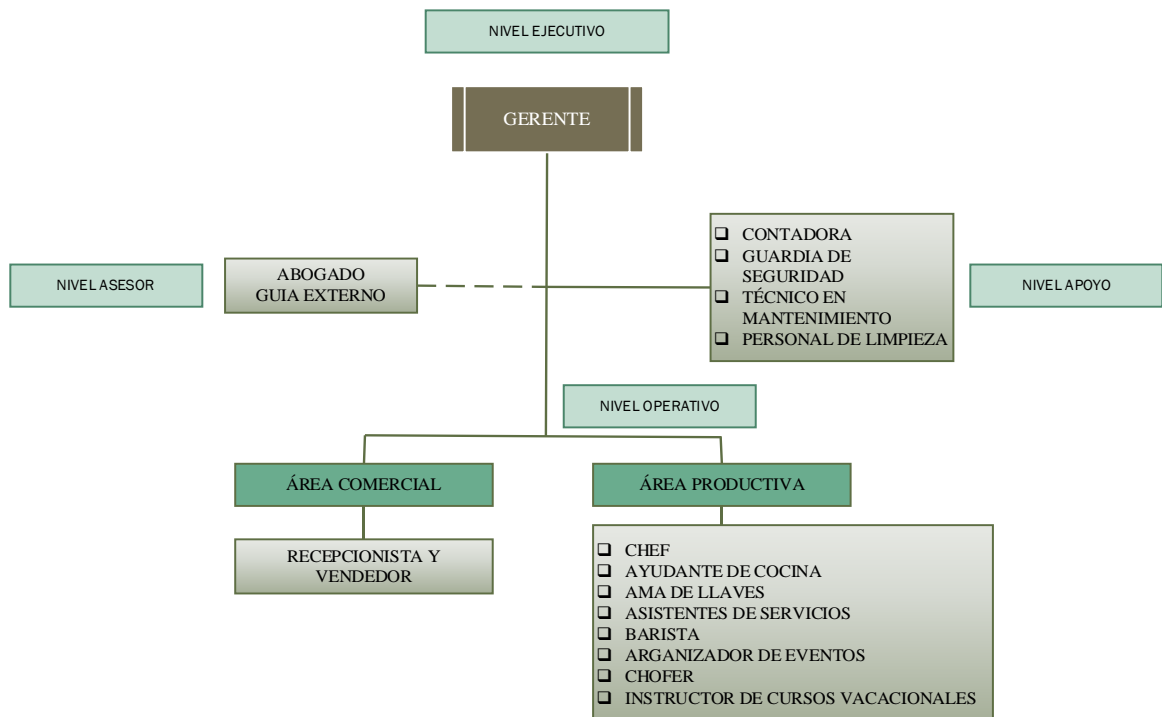 NIVEL EJECUTIVO
GERENTE
NIVEL ASESOR
ABOGADO
GUIA EXTERNO
❑ CONTADORA
❑ GUARDIA DE
SEGURIDAD
❑ TÉCNICO EN
MANTENIMIENTO
❑ PERSONAL DE LIMPIEZA
NIVEL APOYO
NIVEL OPERATIVO
ÁREA COMERCIAL
RECEPCIONISTA Y
VENDEDOR
ÁREA PRODUCTIVA
❑ CHEF
❑ AYUDANTE DE COCINA
❑ AMA DE LLAVES
❑ ASISTENTES DE SERVICIOS
❑ BARISTA
❑ ARGANIZADOR DE EVENTOS
❑ CHOFER
❑ INSTRUCTOR DE CURSOS VACACIONALES